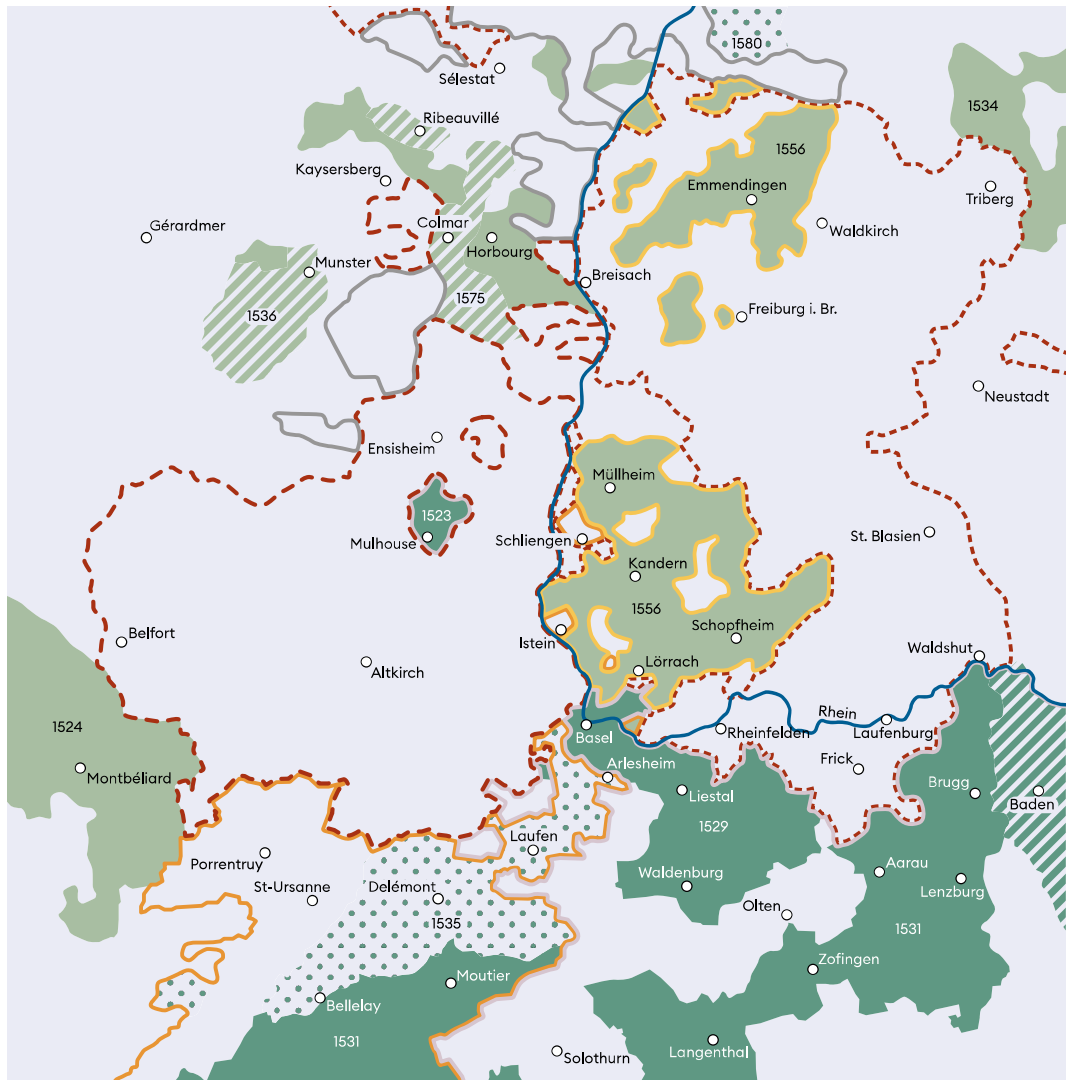 1580
Sélestat
1534
Ribeauvillé
1556
Kaysersberg
Emmendingen
Triberg
Gérardmer
Colmar
Horbourg
Waldkirch
Munster
Breisach
1575
1536
Freiburg i. Br.
Neustadt
Ensisheim
Müllheim
1523
Mulhouse
Schliengen
St. Blasien
Kandern
1556
Belfort
Istein
Schopfheim
Altkirch
Lörrach
Waldshut
1524
Rhein
Basel
Rheinfelden
Laufenburg
Montbéliard
Arlesheim
Frick
Liestal
Brugg
Baden
1529
Laufen
Porrentruy
Aarau
St-Ursanne
Delémont
Waldenburg
Lenzburg
Olten
1535
1531
Moutier
Zofingen
Bellelay
1531
Solothurn
Langenthal